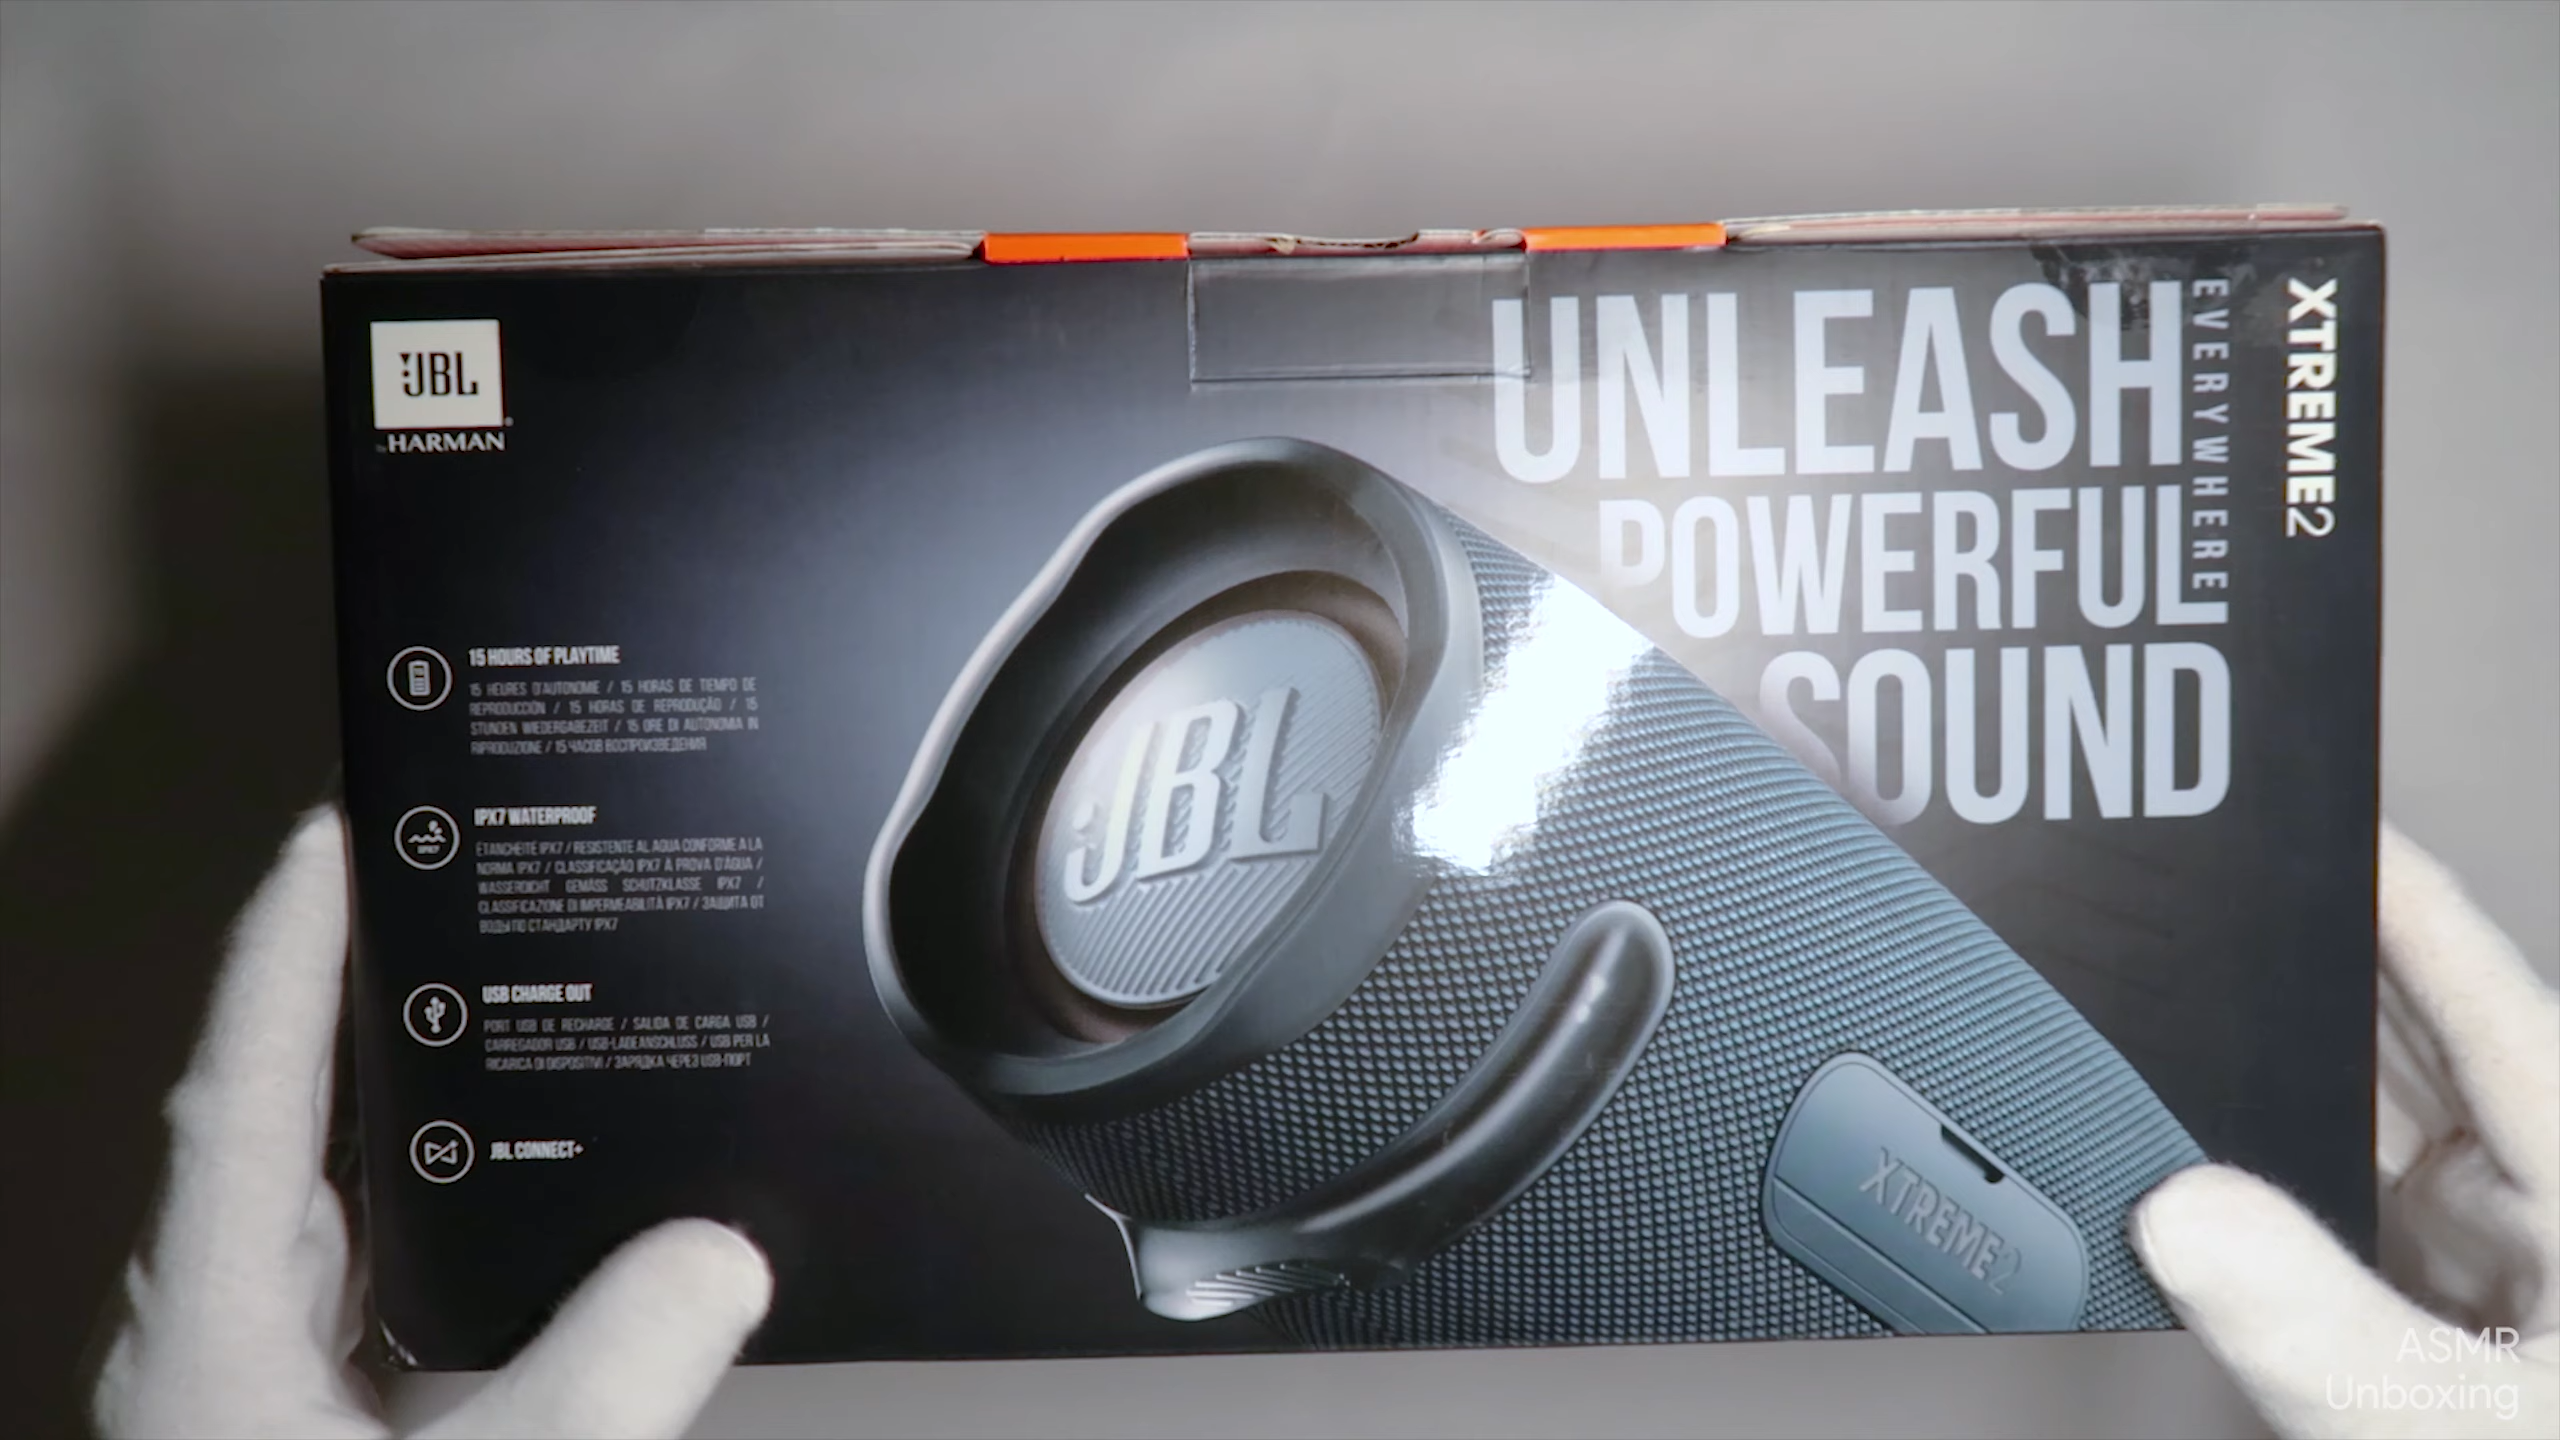 JBL
by HARMAN
UNLEASH
POWERFUL
SOUND
EVERYWHERE
XTREME2
15 HOURS OF PLAYTIME
15 HEURES D'AUTONOMIE / 15 HORAS DE TIEMPO DE
REPRODUCCIÓN / 15 HORAS DE REPRODUÇÃO / 15
STUNDEN WIEDERGABEZEIT / 15 ORE DI AUTONOMIA IN
RIPRODUZIONE / 15 ЧАСОВ ВОСПРОИЗВЕДЕНИЯ
IPX7 WATERPROOF
ÉTANCHEITÉ IPX7 / RESISTENTE AL AGUA CONFORME A LA
NORMA IPX7 / CLASSIFICAÇÃO IPX7 À PROVA D'ÁGUA /
WASSERDICHT GEMÄSS SCHUTZKLASSE IPX7 /
CLASSIFICAZIONE DI IMPERMEABILITÀ IPX7 / ЗАЩИТА ОТ
ВОДЫ ПО СТАНДАРТУ IPX7
IPX7
USB CHARGE OUT
PORT USB DE RECHARGE / SALIDA DE CARGA USB /
CARREGADOR USB / USB-LADEANSCHLUSS / USB PER LA
RICARICA DI DISPOSITIVI / ЗАРЯДКА ЧЕРЕЗ USB-ПОРТ
JBL CONNECT+
JBL
XTREME2
ASMR
Unboxing